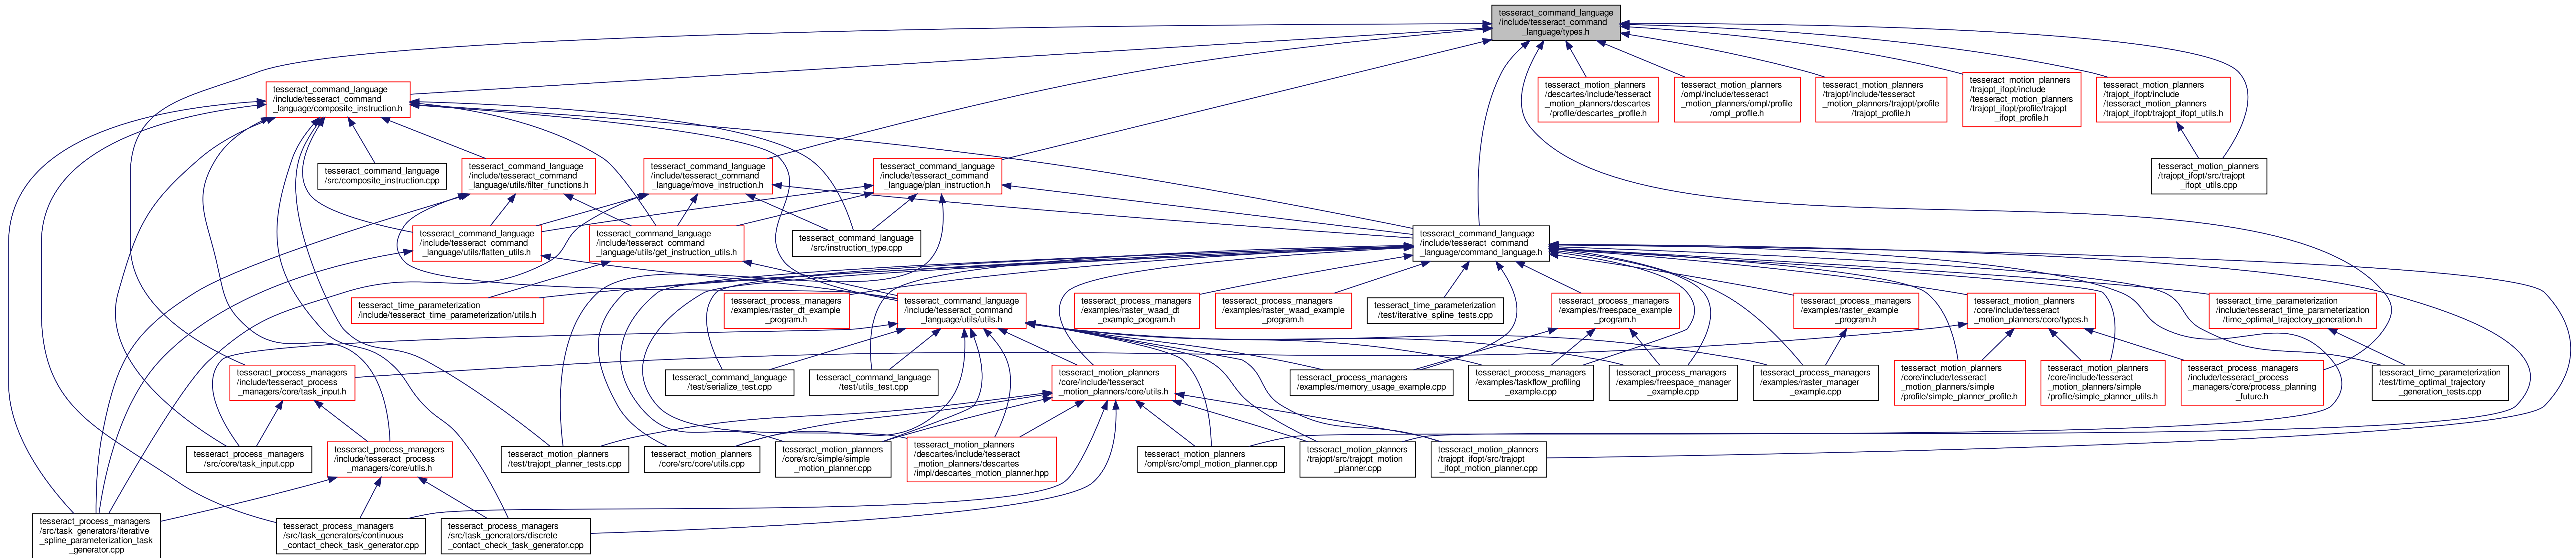 tesseract_command_language
/include/tesseract_command
_language/types.h
tesseract_command_language
/include/tesseract_command
_language/composite_instruction.h
tesseract_motion_planners
/descartes/include/tesseract
_motion_planners/descartes
/profile/descartes_profile.h
tesseract_motion_planners
/ompl/include/tesseract
_motion_planners/ompl/profile
/ompl_profile.h
tesseract_motion_planners
/trajopt/include/tesseract
_motion_planners/trajopt/profile
/trajopt_profile.h
tesseract_motion_planners
/trajopt_ifopt/include
/tesseract_motion_planners
/trajopt_ifopt/profile/trajopt
_ifopt_profile.h
tesseract_motion_planners
/trajopt_ifopt/include
/tesseract_motion_planners
/trajopt_ifopt/trajopt_ifopt_utils.h
tesseract_command_language
/src/composite_instruction.cpp
tesseract_command_language
/include/tesseract_command
_language/utils/filter_functions.h
tesseract_command_language
/include/tesseract_command
_language/move_instruction.h
tesseract_command_language
/include/tesseract_command
_language/plan_instruction.h
tesseract_motion_planners
/trajopt_ifopt/src/trajopt
_ifopt_utils.cpp
tesseract_command_language
/include/tesseract_command
_language/utils/flatten_utils.h
tesseract_command_language
/include/tesseract_command
_language/utils/get_instruction_utils.h
tesseract_command_language
/src/instruction_type.cpp
tesseract_command_language
/include/tesseract_command
_language/command_language.h
tesseract_time_parameterization
/include/tesseract_time_parameterization/utils.h
tesseract_process_managers
/examples/raster_dt_example
_program.h
tesseract_command_language
/include/tesseract_command
_language/utils/utils.h
tesseract_process_managers
/examples/raster_waad_dt
_example_program.h
tesseract_process_managers
/examples/raster_waad_example
_program.h
tesseract_time_parameterization
/test/iterative_spline_tests.cpp
tesseract_process_managers
/examples/freespace_example
_program.h
tesseract_process_managers
/examples/raster_example
_program.h
tesseract_motion_planners
/core/include/tesseract
_motion_planners/core/types.h
tesseract_time_parameterization
/include/tesseract_time_parameterization
/time_optimal_trajectory_generation.h
tesseract_process_managers
/include/tesseract_process
_managers/core/task_input.h
tesseract_command_language
/test/serialize_test.cpp
tesseract_command_language
/test/utils_test.cpp
tesseract_motion_planners
/core/include/tesseract
_motion_planners/core/utils.h
tesseract_process_managers
/examples/memory_usage_example.cpp
tesseract_process_managers
/examples/taskflow_profiling
_example.cpp
tesseract_process_managers
/examples/freespace_manager
_example.cpp
tesseract_process_managers
/examples/raster_manager
_example.cpp
tesseract_motion_planners
/core/include/tesseract
_motion_planners/core/simple
/profile/simple_planner_profile.h
tesseract_motion_planners
/core/include/tesseract
_motion_planners/simple
/profile/simple_planner_utils.h
tesseract_process_managers
/include/tesseract_process
_managers/core/process_planning
_future.h
tesseract_time_parameterization
/test/time_optimal_trajectory
_generation_tests.cpp
tesseract_process_managers
/src/core/task_input.cpp
tesseract_process_managers
/include/tesseract_process
_managers/core/utils.h
tesseract_motion_planners
/test/trajopt_planner_tests.cpp
tesseract_motion_planners
/core/src/core/utils.cpp
tesseract_motion_planners
/core/src/simple/simple
_motion_planner.cpp
tesseract_motion_planners
/descartes/include/tesseract
_motion_planners/descartes
/impl/descartes_motion_planner.hpp
tesseract_motion_planners
/ompl/src/ompl_motion_planner.cpp
tesseract_motion_planners
/trajopt/src/trajopt_motion
_planner.cpp
tesseract_motion_planners
/trajopt_ifopt/src/trajopt
_ifopt_motion_planner.cpp
tesseract_process_managers
/src/task_generators/iterative
_spline_parameterization_task
_generator.cpp
tesseract_process_managers
/src/task_generators/continuous
_contact_check_task_generator.cpp
tesseract_process_managers
/src/task_generators/discrete
_contact_check_task_generator.cpp